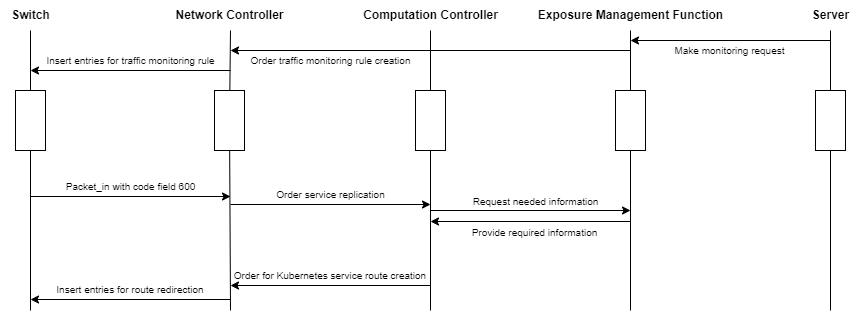 Switch
Network Controller
Computation Controller
Exposure Management Function
Server
Make monitoring request
Order traffic monitoring rule creation
Insert entries for traffic monitoring rule
Packet_in with code field 600
Order service replication
Request needed information
Provide required information
Order for Kubernetes service route creation
Insert entries for route redirection